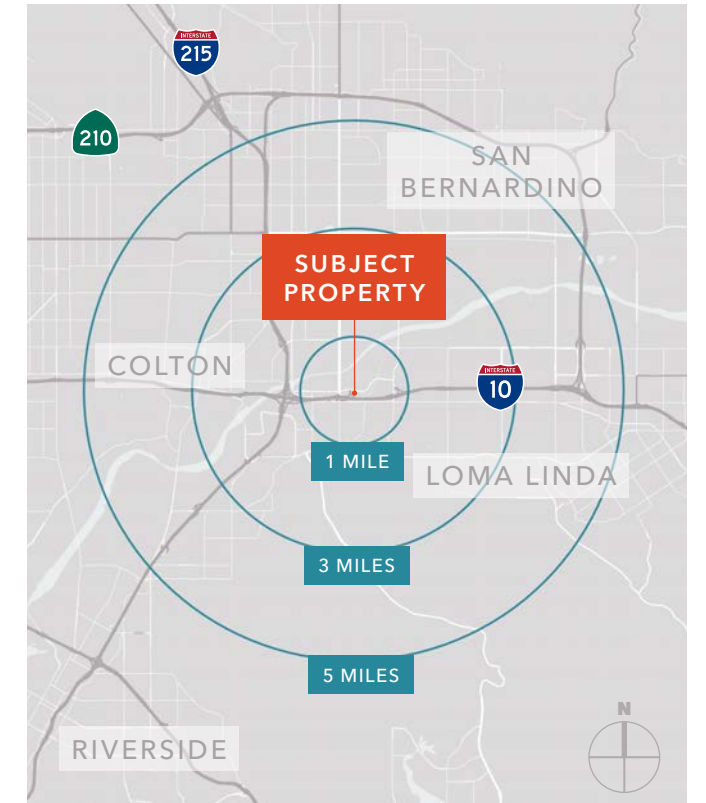 INTERSTATE
215
210
SAN
BERNARDINO
SUBJECT
PROPERTY
COLTON
INTERSTATE
10
1 MILE
LOMA LINDA
3 MILES
5 MILES
N
RIVERSIDE